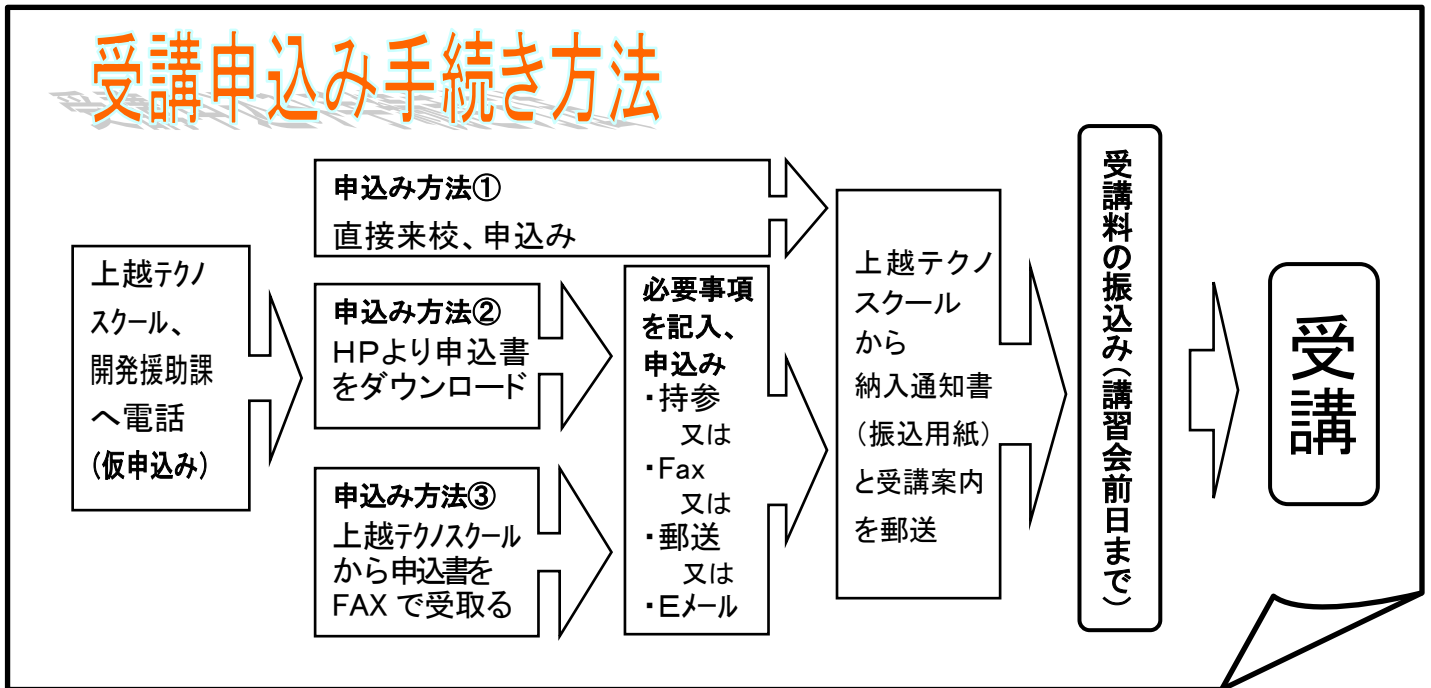 受講申込み手続き方法
上越テクノ
スクール、
開発援助課
へ電話
(仮申込み)
申込み方法①
直接来校、申込み
申込み方法②
HPより申込書
をダウンロード
申込み方法③
上越テクノスクール
から申込書を
FAX で受取る
必要事項
を記入、
申込み
・持参
又は
・Fax
又は
・郵送
又は
・Eメール
上越テクノ
スクール
から
納入通知書
(振込用紙)
と受講案内
を郵送
受講料の振込み(講習会前日まで)
受講